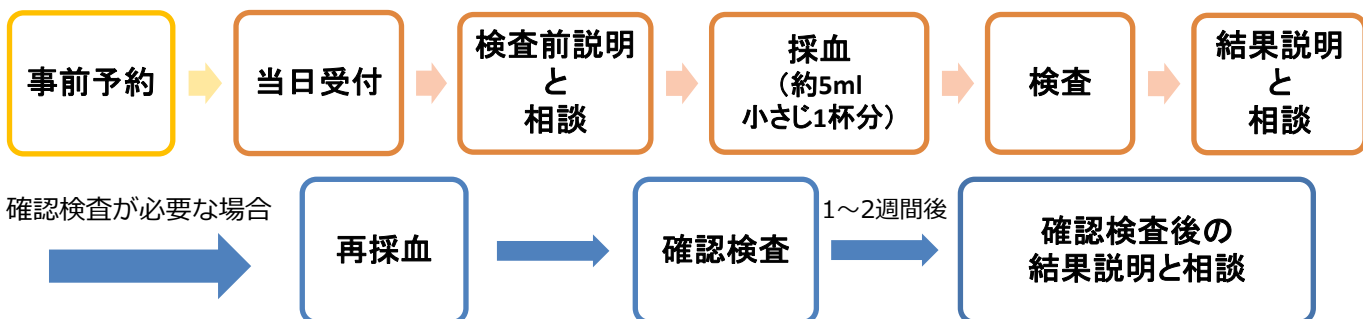 事前予約
当日受付
検査前説明
と
相談
採血
（約5ml
小さじ1杯分）
検査
結果説明
と
相談
確認検査が必要な場合
再採血
確認検査
1～2週間後
確認検査後の
結果説明と相談